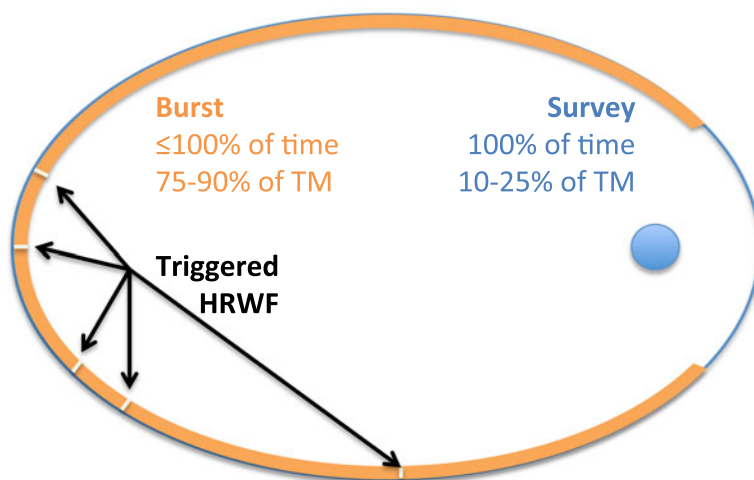 Burst
≤100% of time
75-90% of TM
Survey
100% of time
10-25% of TM
Triggered
HRWF